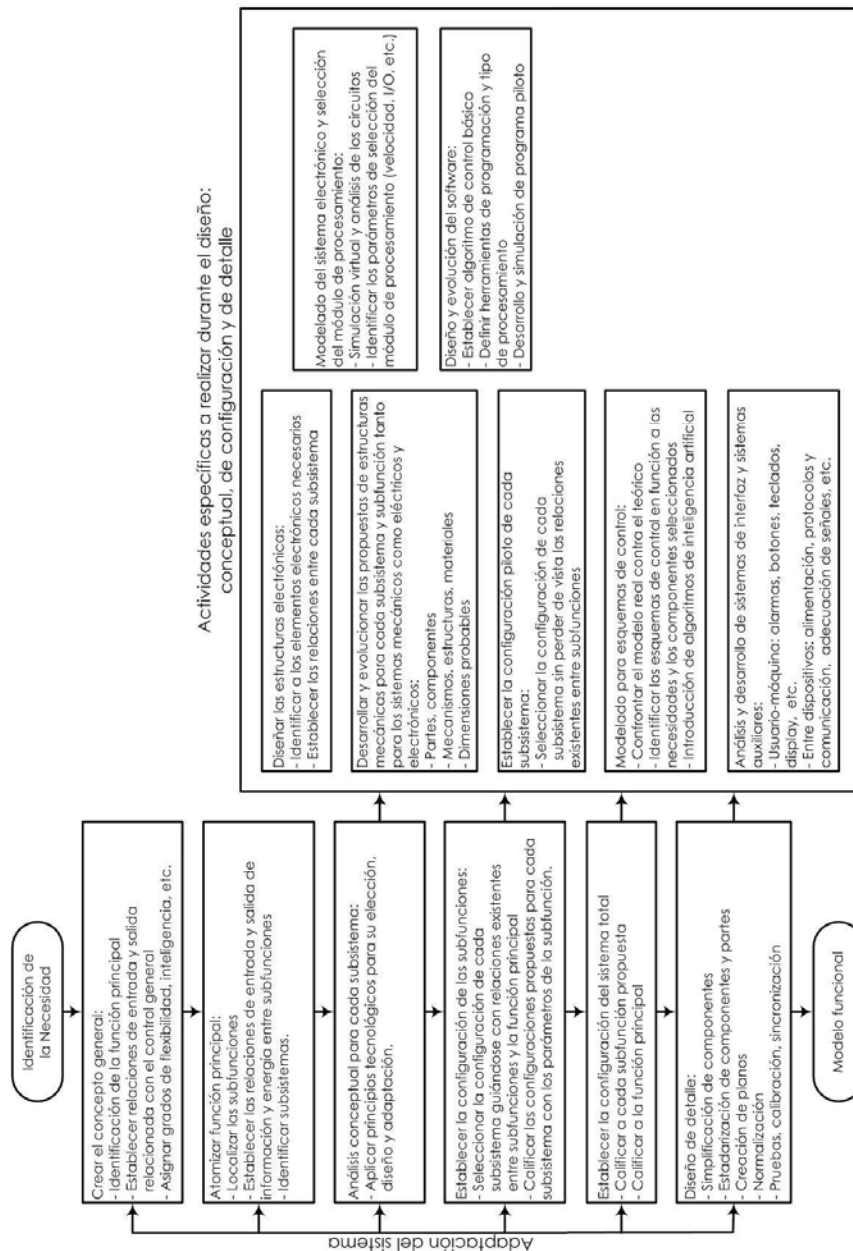 Identificación de
la Necesidad
Crear el concepto general:
- Identificación de la función principal
- Establecer relaciones de entrada y salida
relacionada con el control general
- Asignar grados de flexibilidad, inteligencia, etc.
Atomizar función principal:
- Localizar las subfunciones
- Establecer las relaciones de entrada y salida de
información y energía entre subfunciones
- Identificar subsistemas.
Análisis conceptual para cada subsistema:
- Aplicar principios tecnológicos para su elección,
diseño y adaptación.
Establecer la configuración de las subfunciones:
- Seleccionar la configuración de cada
subsistema guiándose con relaciones existentes
entre subfunciones y la función principal
- Calificar las configuraciones propuestas para cada
subsistema con los parámetros de la subfunción.
Establecer la configuración del sistema total
- Calificar a cada subfunción propuesta
- Calificar a la función principal
Diseño de detalle:
- Simplificación de componentes
- Estadarización de componentes y partes
- Creación de planos
- Normalización
- Pruebas, calibración, sincronización
Modelo funcional
Adaptación del sistema
Actividades específicas a realizar durante el diseño:
conceptual, de configuración y de detalle
Diseñar las estructuras electrónicas:
- Identificar a los elementos electrónicos necesarios
- Establecer las relaciones entre cada subsistema
Desarrollar y evolucionar las propuestas de estructuras
mecánicas para cada subsistema y subfunción tanto
para los sistemas mecánicos como eléctricos y
electrónicos:
- Partes, componentes
- Mecanismos, estructuras, materiales
- Dimensiones probables
Establecer la configuración piloto de cada
subsistema:
- Seleccionar la configuración de cada
subsistema sin perder de vista las relaciones
existentes entre subfunciones
Modelado para esquemas de control:
- Confrontar el modelo real contra el teórico
- Identificar los esquemas de control en función a las
necesidades y los componentes seleccionados
- Introducción de algoritmos de inteligencia artificial
Análisis y desarrollo de sistemas de interfaz y sistemas
auxiliares:
- Usuario-máquina: alarmas, botones, teclados,
display, etc.
- Entre dispositivos: alimentación, protocolos y
comunicación, adecuación de señales, etc.
Modelado del sistema electrónico y selección
del módulo de procesamiento:
- Simulación virtual y análisis de los circuitos
- Identificar los parámetros de selección del
módulo de procesamiento (velocidad, I/O, etc.)
Diseño y evolución del software:
- Establecer algoritmo de control básico
- Definir herramientas de programación y tipo
de procesamiento
- Desarrollo y simulación de programa piloto